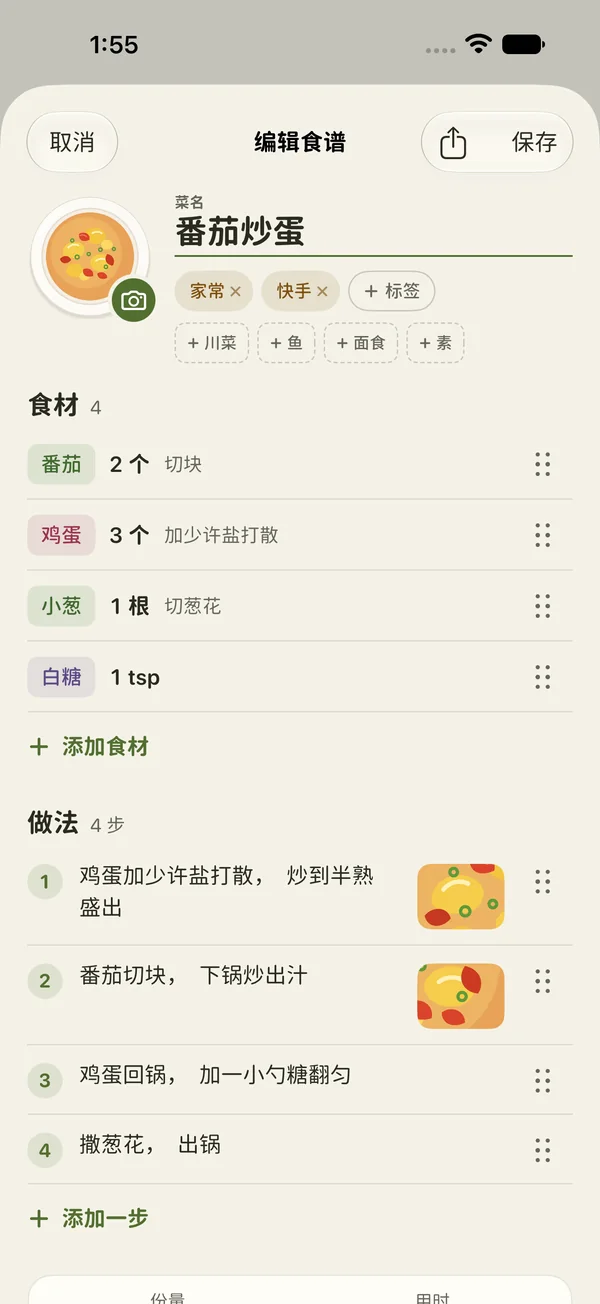 1:55
取消
编辑食谱
保存
菜名
番茄炒蛋
家常 ×
快手 ×
+ 标签
+ 川菜
+ 鱼
+ 面食
+ 素
食材 4
番茄 2 个 切块
鸡蛋 3 个 加少许盐打散
小葱 1 根 切葱花
白糖 1 tsp
+ 添加食材
做法 4 步
1 鸡蛋加少许盐打散， 炒到半熟
盛出
2 番茄切块， 下锅炒出汁
3 鸡蛋回锅， 加一小勺糖翻匀
4 撒葱花， 出锅
+ 添加一步
份量
用时